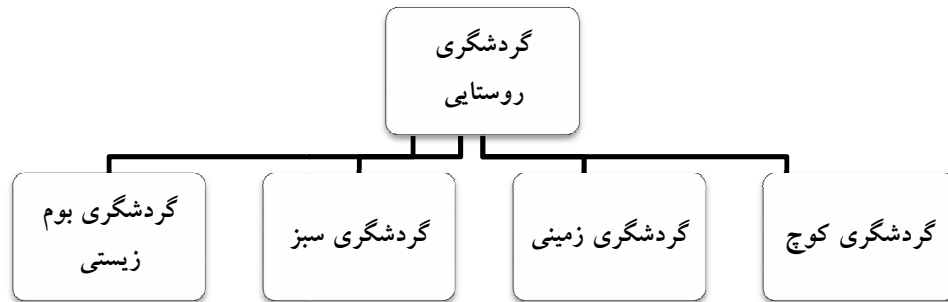 گردشگری
روستایی
گردشگری کوچ
گردشگری زمینی
گردشگری سبز
گردشگری بوم
زیستی